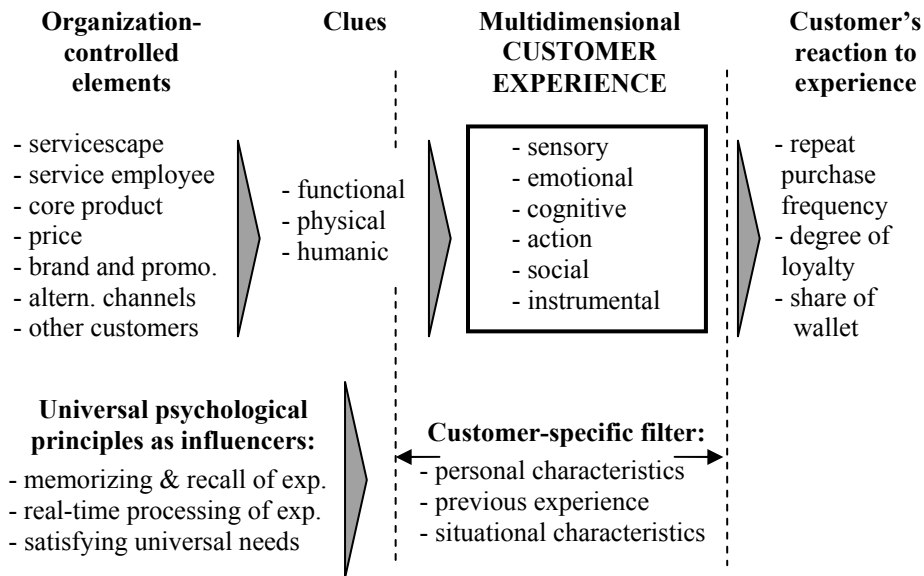 Organization-
controlled
elements
- servicescape
- service employee
- core product
- price
- brand and promo.
- altern. channels
- other customers
Clues
- functional
- physical
- humanic
Multidimensional
CUSTOMER
EXPERIENCE
- sensory
- emotional
- cognitive
- action
- social
- instrumental
Customer’s
reaction to
experience
- repeat
purchase
frequency
- degree of
loyalty
- share of
wallet
Universal psychological
principles as influencers:
- memorizing & recall of exp.
- real-time processing of exp.
- satisfying universal needs
Customer-specific filter:
- personal characteristics
- previous experience
- situational characteristics